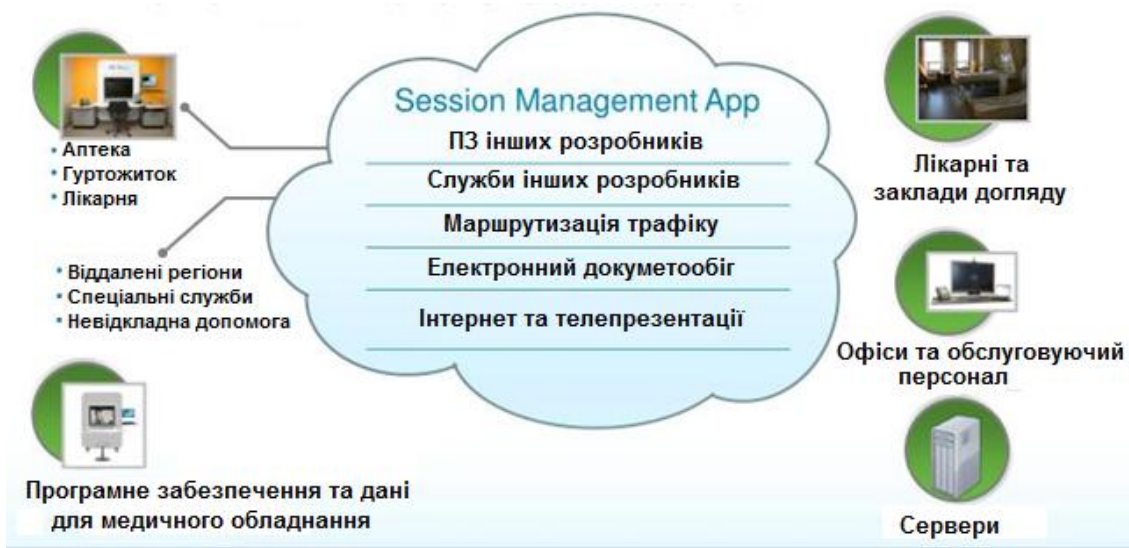 Session Management App
ПЗ інших розробників
Служби інших розробників
Маршрутизація трафіку
Електронний докуметообіг
Інтернет та телепрезентації
• Аптека
• Гуртожиток
• Лікарня
• Віддалені регіони
• Спеціальні служби
• Невідкладна допомога
Програмне забезпечення та дані
для медичного обладнання
Лікарні та
заклади догляду
Офіси та обслуговуючий
персонал
Сервери